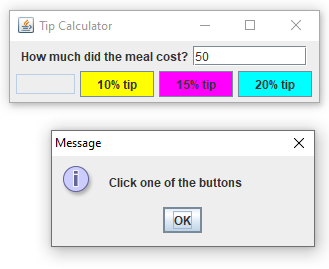 Tip Calculator
How much did the meal cost? 50
10% tip 15% tip 20% tip
Message
Click one of the buttons
OK